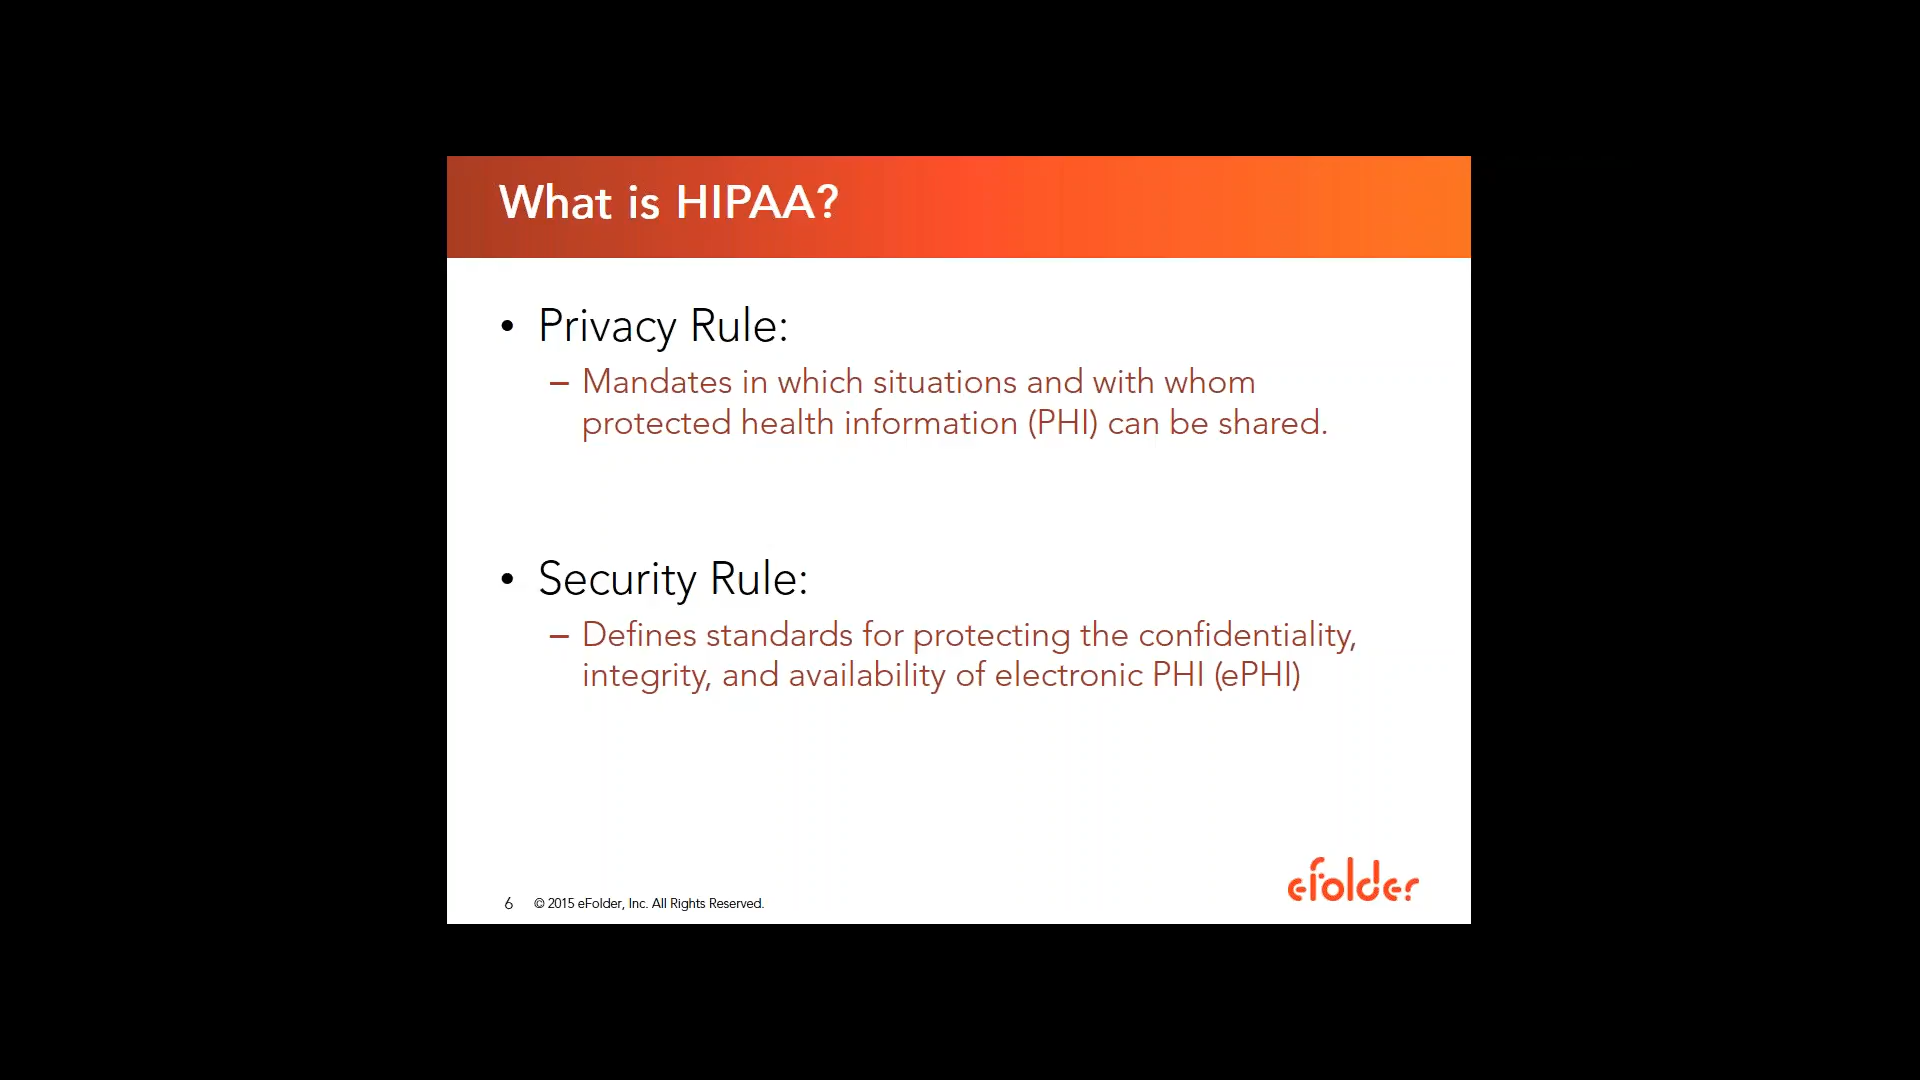 What is HIPAA?
• Privacy Rule:
– Mandates in which situations and with whom
protected health information (PHI) can be shared.
• Security Rule:
– Defines standards for protecting the confidentiality,
integrity, and availability of electronic PHI (ePHI)
efolder
6 © 2015 eFolder, Inc. All Rights Reserved.